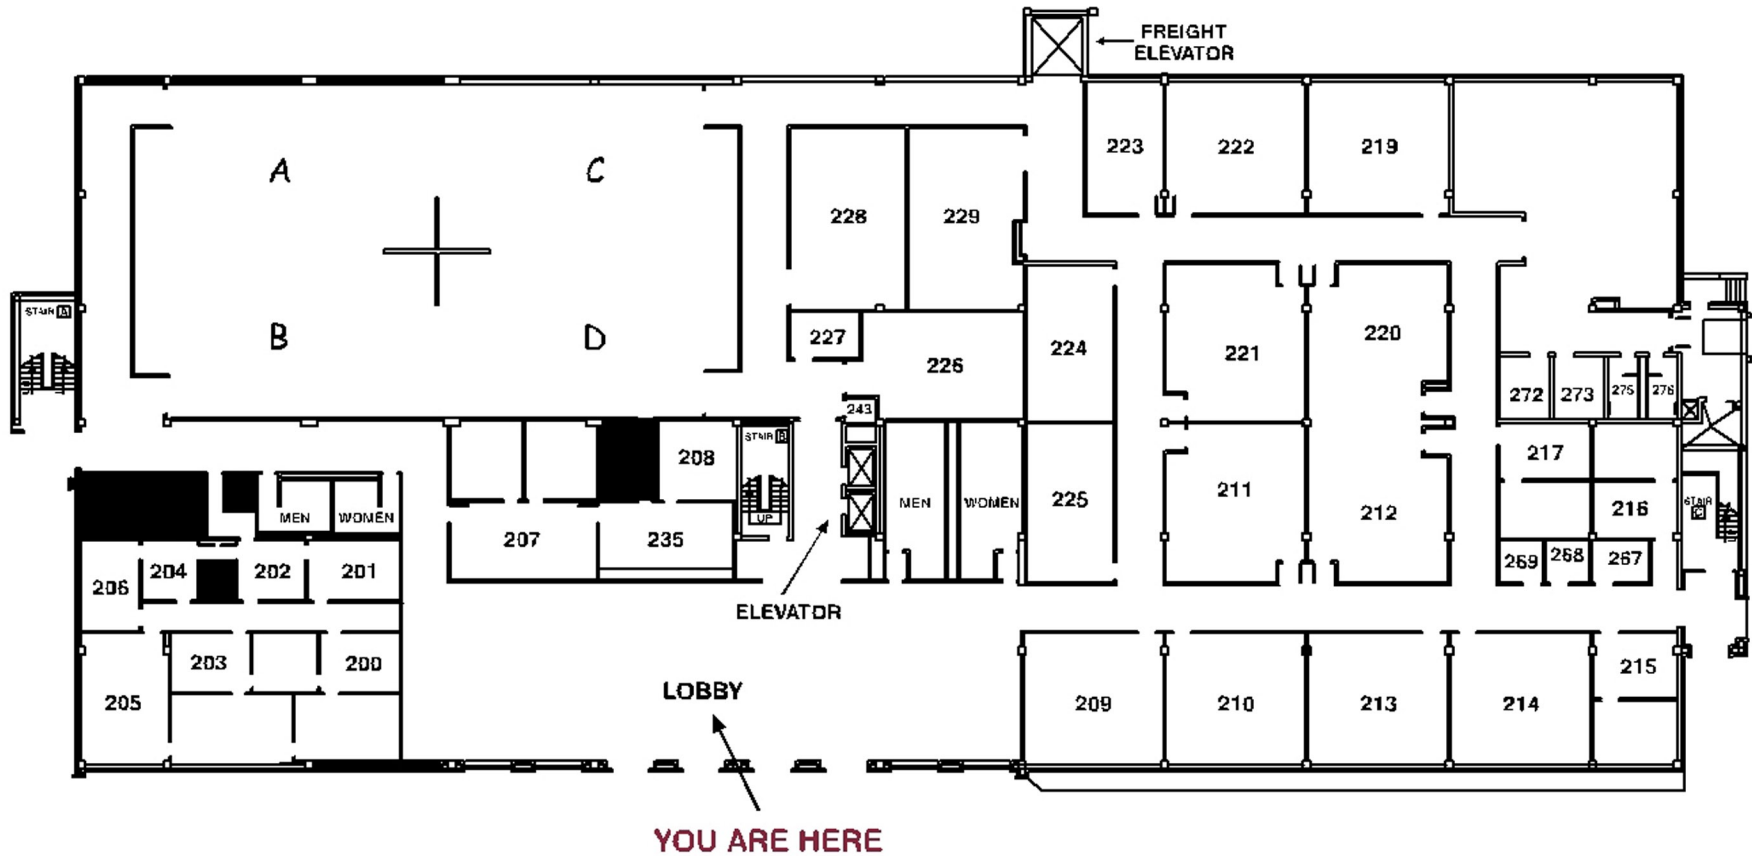 FREIGHT
ELEVATOR
223
222
219
A
C
228
229
STAIR A
B
D
227
226
224
221
220
243
272
273
275
276
STAIR B
208
217
MEN
WOMEN
225
211
212
216
STAIR
C
MEN
WOMEN
UP
207
235
206
204
202
201
269
268
267
ELEVATOR
203
200
205
LOBBY
209
210
213
214
215
YOU ARE HERE